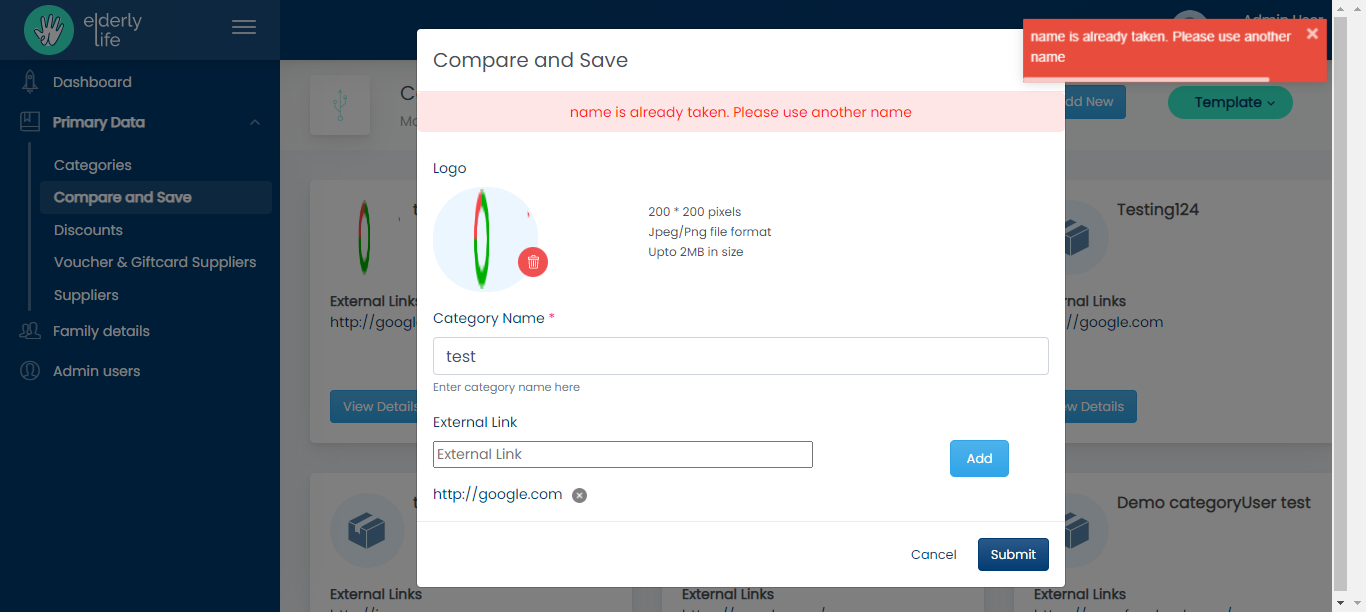 elderly
life
Dashboard
Primary Data
Categories
Compare and Save
Discounts
Voucher & Giftcard Suppliers
Suppliers
Family details
Admin users
Admin User
name is already taken. Please use another
name
Template
Compare and Save
name is already taken. Please use another name
Logo
200 * 200 pixels
Jpeg/Png file format
Upto 2MB in size
Category Name *
test
Enter category name here
External Link
External Link
Add
http://google.com
Cancel
Submit
dd New
External Links
http://googl
View Details
Testing124
rnal Links
//google.com
ew Details
Demo categoryUser test
External Links
External Links
External Links